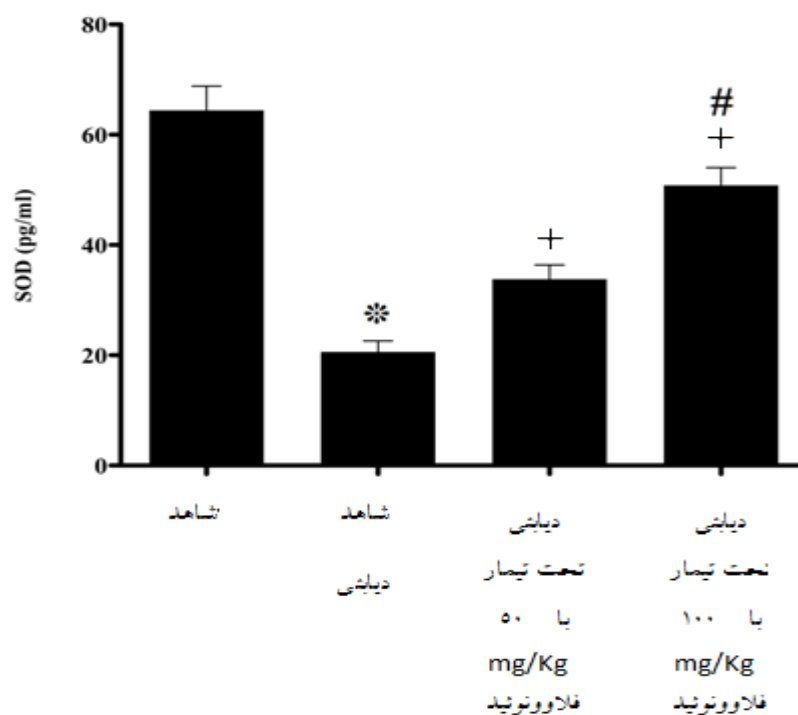 80
#
+
60
SOD (pg/ml)
40
+
*
20
0
شاهد
شاهد
دیابتی
دیابتی
تحت تیمار
با ۵۰
mg/Kg
فلاوونوئید
دیابتی
تحت تیمار
با ۱۰۰
mg/Kg
فلاوونوئید